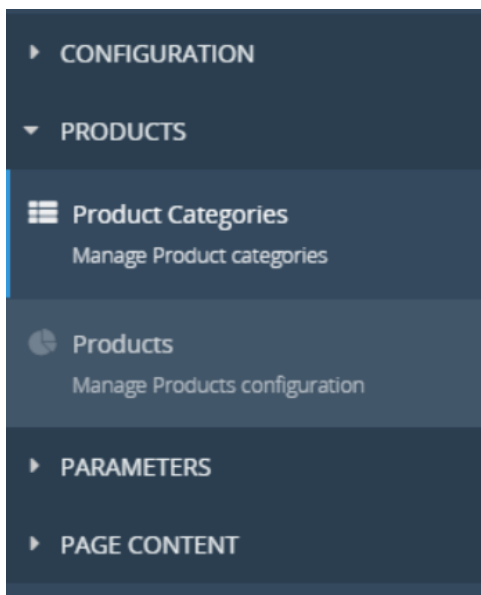 CONFIGURATION
PRODUCTS
Product Categories
Manage Product categories
Products
Manage Products configuration
PARAMETERS
PAGE CONTENT